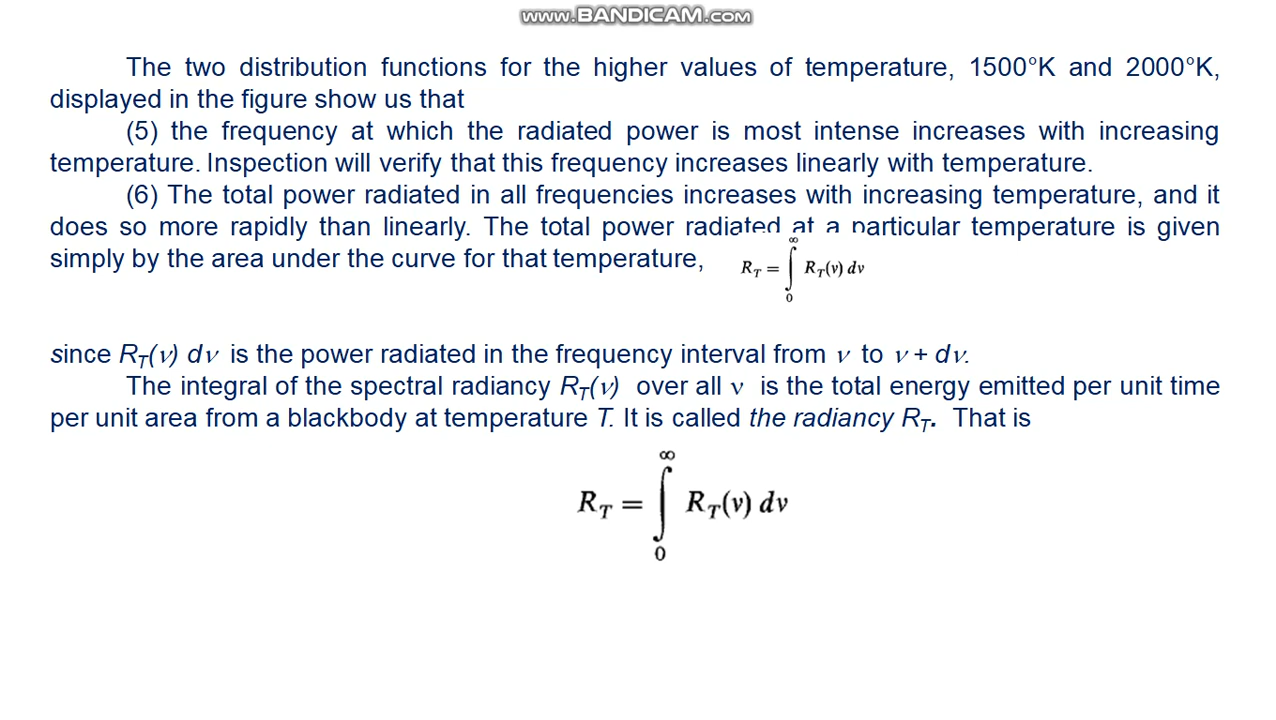 www.BANDICAM.com
The two distribution functions for the higher values of temperature, 1500°K and 2000°K,
displayed in the figure show us that
(5) the frequency at which the radiated power is most intense increases with increasing
temperature. Inspection will verify that this frequency increases linearly with temperature.
(6) The total power radiated in all frequencies increases with increasing temperature, and it
does so more rapidly than linearly. The total power radiated at a particular temperature is given
simply by the area under the curve for that temperature, R_T = ∫₀^∞ R_T(ν) dν
since R_T(ν) dν is the power radiated in the frequency interval from ν to ν + dν.
The integral of the spectral radiancy R_T(ν) over all ν is the total energy emitted per unit time
per unit area from a blackbody at temperature T. It is called the radiancy R_T. That is
R_T = ∫₀^∞ R_T(ν) dν